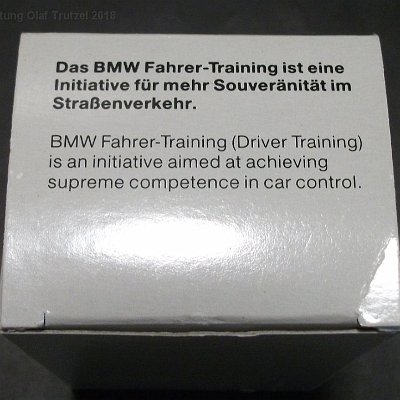 tung Olaf Trutzel 2018
Das BMW Fahrer-Training ist eine
Initiative für mehr Souveränität im
Straßenverkehr.
BMW Fahrer-Training (Driver Training)
is an initiative aimed at achieving
supreme competence in car control.